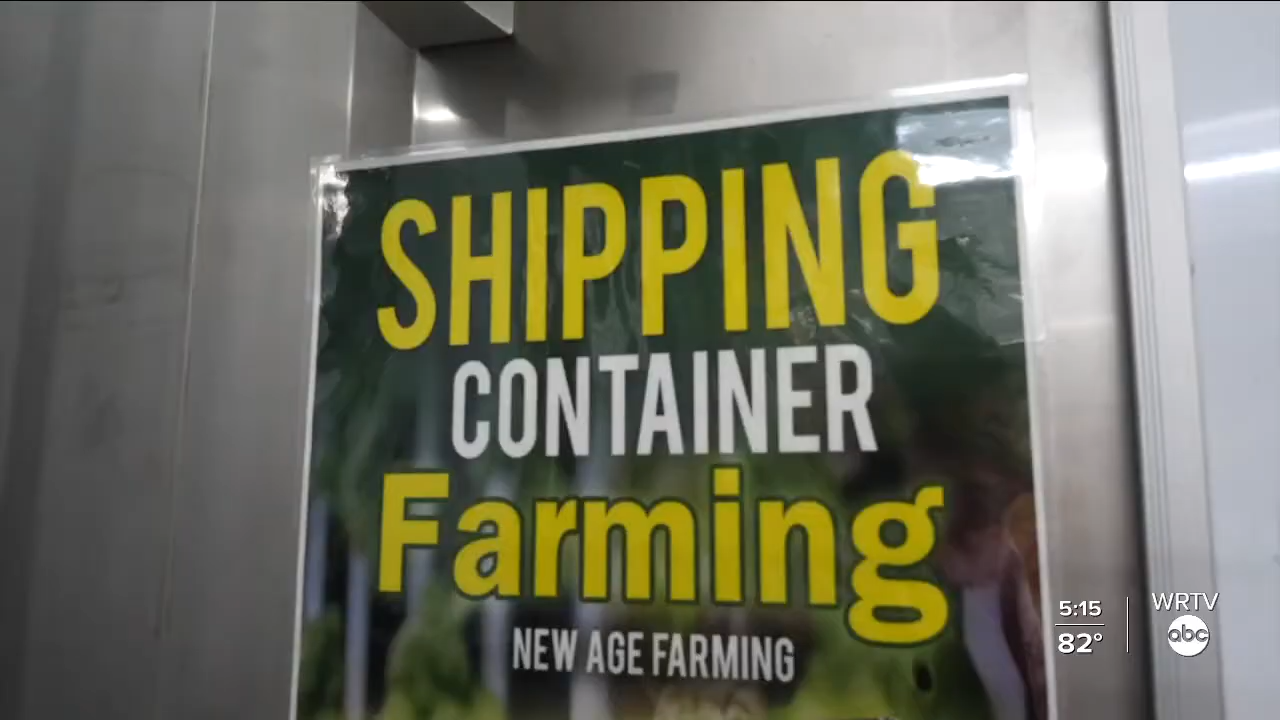 SHIPPING
CONTAINER
Farming
NEW AGE FARMING
5:15
82°
WRTV
abc